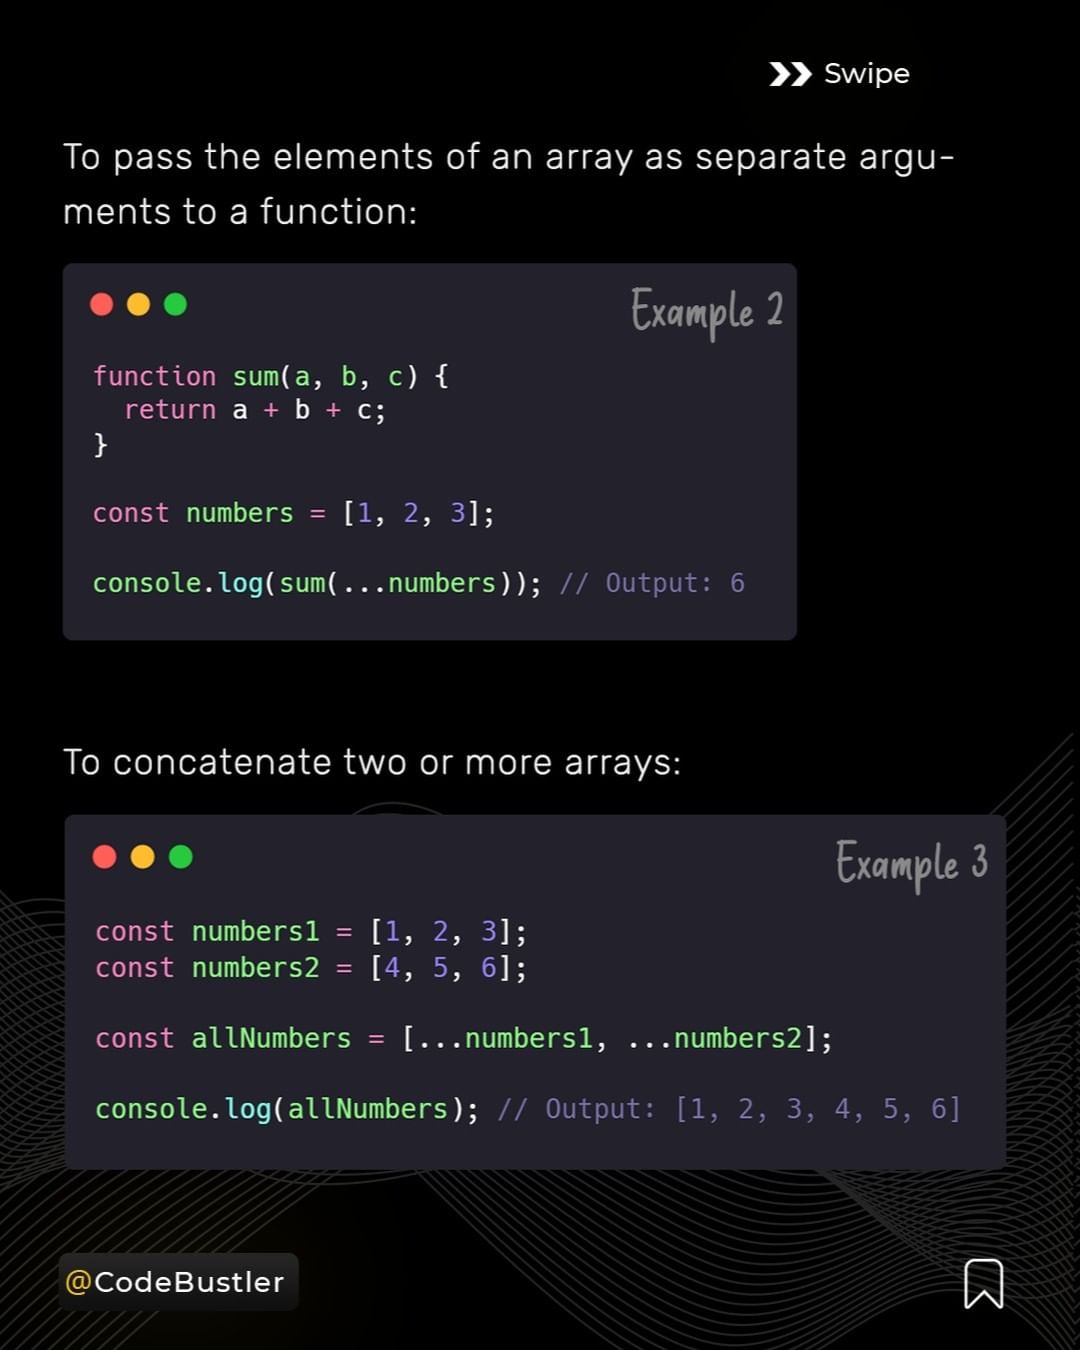 Swipe
To pass the elements of an array as separate argu-
ments to a function:
Example 2
function sum(a, b, c) {
  return a + b + c;
}
const numbers = [1, 2, 3];
console.log(sum(...numbers)); // Output: 6
To concatenate two or more arrays:
Example 3
const numbers1 = [1, 2, 3];
const numbers2 = [4, 5, 6];
const allNumbers = [...numbers1, ...numbers2];
console.log(allNumbers); // Output: [1, 2, 3, 4, 5, 6]
@CodeBustler